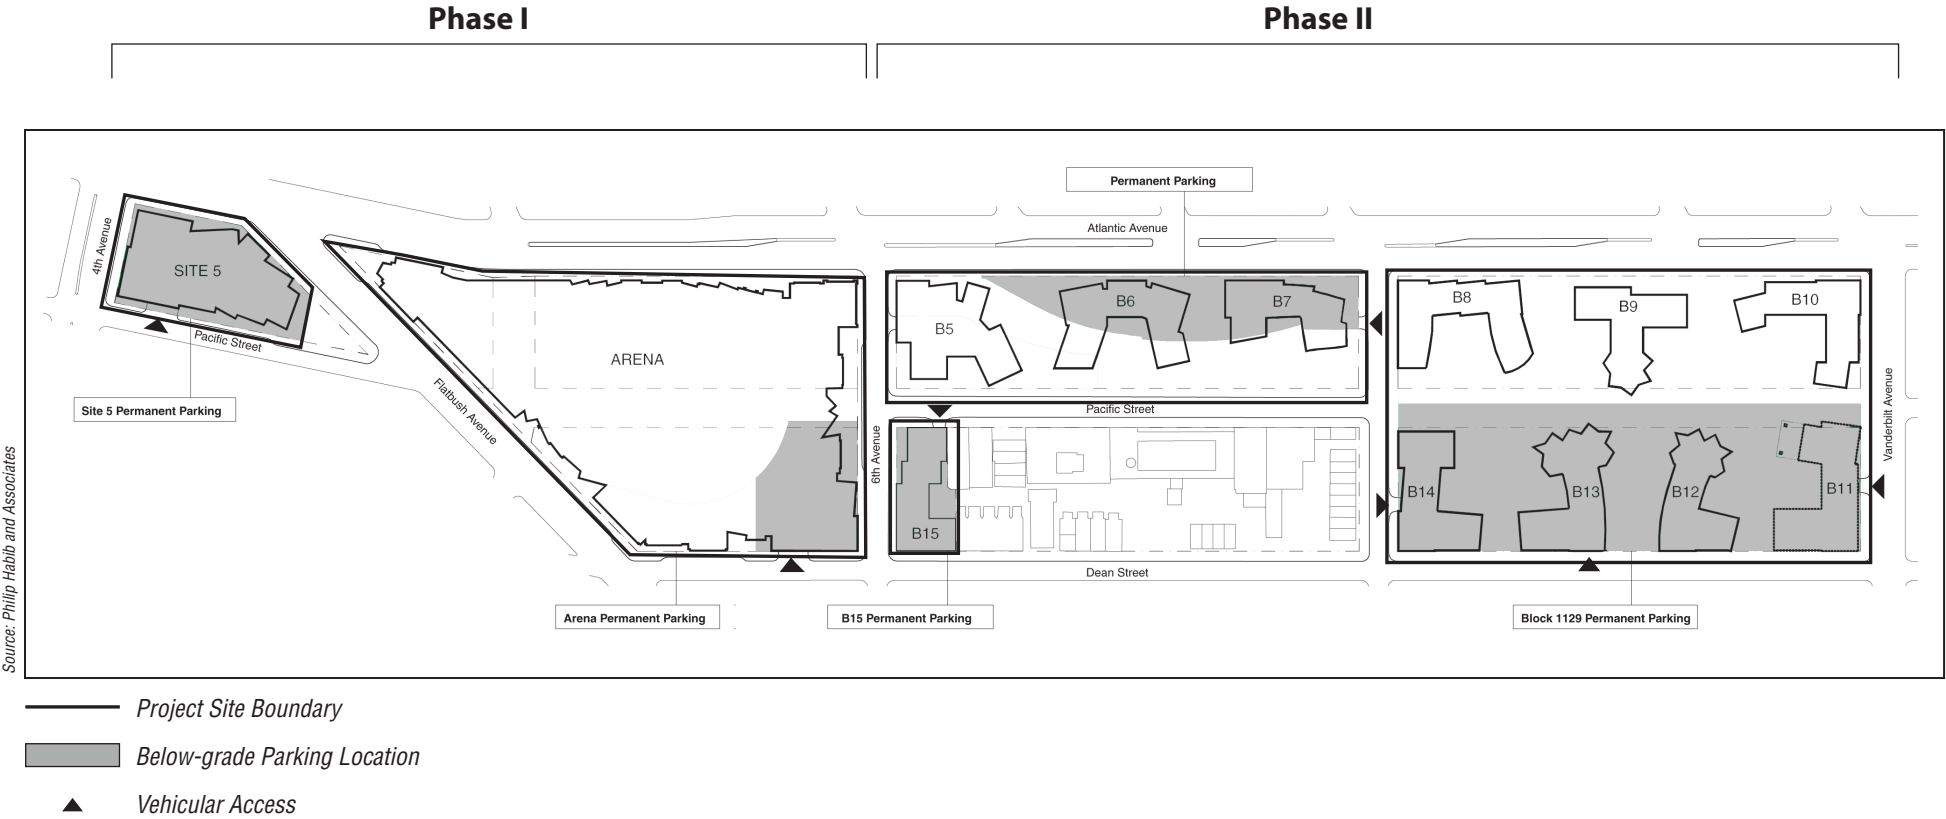 Phase I
Phase II
Permanent Parking
Atlantic Avenue
4th Avenue
SITE 5
Pacific Street
Site 5 Permanent Parking
ARENA
Flatbush Avenue
6th Avenue
B5
B6
B7
B8
B9
B10
Pacific Street
Vanderbilt Avenue
B14
B13
B12
B11
B15
Dean Street
Arena Permanent Parking
B15 Permanent Parking
Block 1129 Permanent Parking
Source: Philip Habib and Associates
Project Site Boundary
Below-grade Parking Location
Vehicular Access